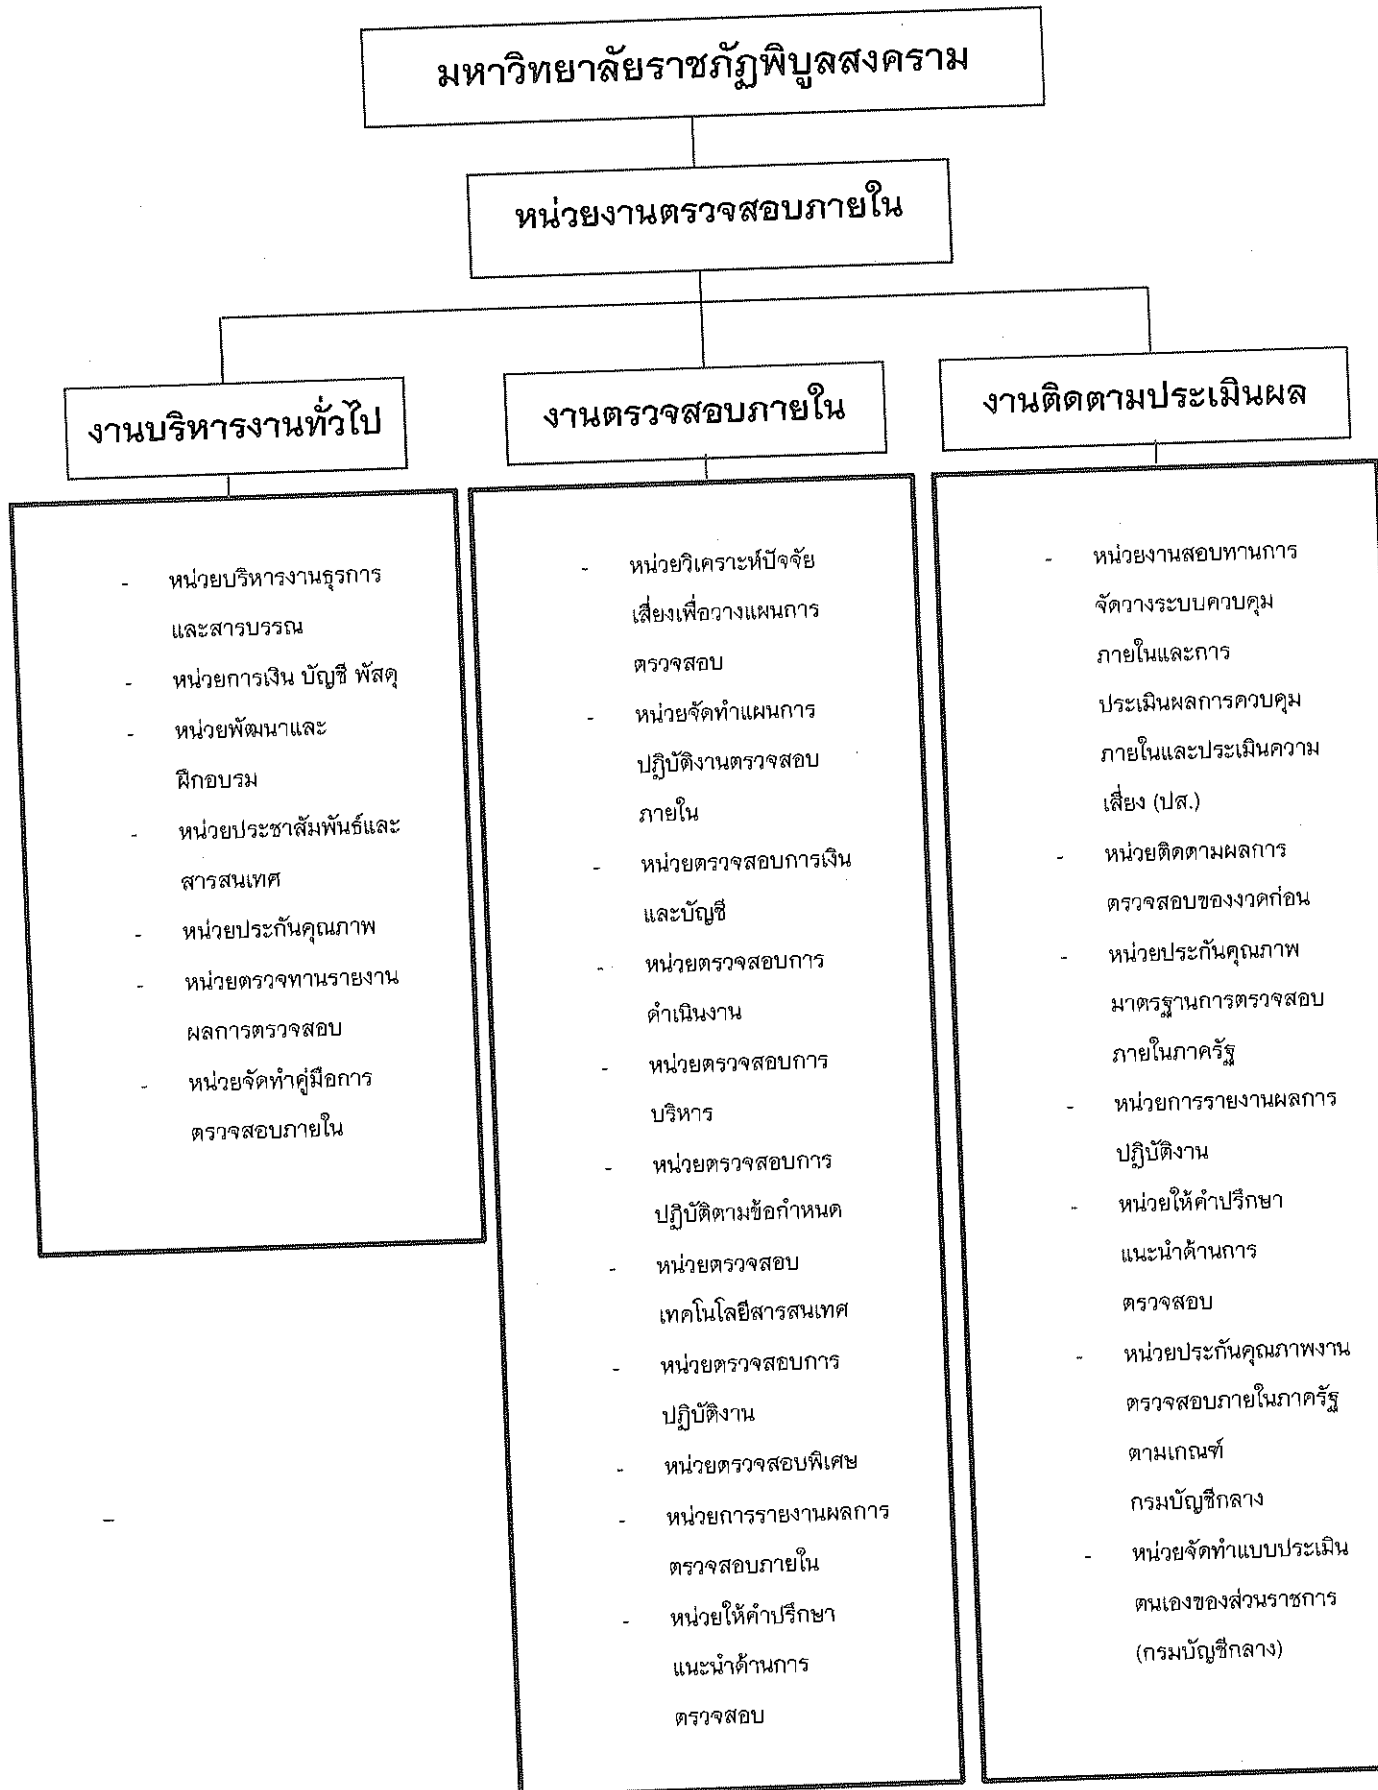 มหาวิทยาลัยราชภัฏพิบูลสงคราม
หน่วยงานตรวจสอบภายใน
งานบริหารงานทั่วไป
- หน่วยบริหารงานธุรการ
และสารบรรณ
- หน่วยการเงิน บัญชี พัสดุ
- หน่วยพัฒนาและ
ฝึกอบรม
- หน่วยประชาสัมพันธ์และ
สารสนเทศ
- หน่วยประกันคุณภาพ
- หน่วยตรวจทานรายงาน
ผลการตรวจสอบ
- หน่วยจัดทำคู่มือการ
ตรวจสอบภายใน
งานตรวจสอบภายใน
- หน่วยวิเคราะห์ปัจจัย
เสี่ยงเพื่อวางแผนการ
ตรวจสอบ
- หน่วยจัดทำแผนการ
ปฏิบัติงานตรวจสอบ
ภายใน
- หน่วยตรวจสอบการเงิน
และบัญชี
- หน่วยตรวจสอบการ
ดำเนินงาน
- หน่วยตรวจสอบการ
บริหาร
- หน่วยตรวจสอบการ
ปฏิบัติตามข้อกำหนด
- หน่วยตรวจสอบ
เทคโนโลยีสารสนเทศ
- หน่วยตรวจสอบการ
ปฏิบัติงาน
- หน่วยตรวจสอบพิเศษ
- หน่วยการรายงานผลการ
ตรวจสอบภายใน
- หน่วยให้คำปรึกษา
แนะนำด้านการ
ตรวจสอบ
งานติดตามประเมินผล
- หน่วยงานสอบทานการ
จัดวางระบบควบคุม
ภายในและการ
ประเมินผลการควบคุม
ภายในและประเมินความ
เสี่ยง (ปส.)
- หน่วยติดตามผลการ
ตรวจสอบของงวดก่อน
- หน่วยประกันคุณภาพ
มาตรฐานการตรวจสอบ
ภายในภาครัฐ
- หน่วยการรายงานผลการ
ปฏิบัติงาน
- หน่วยให้คำปรึกษา
แนะนำด้านการ
ตรวจสอบ
- หน่วยประกันคุณภาพงาน
ตรวจสอบภายในภาครัฐ
ตามเกณฑ์
กรมบัญชีกลาง
- หน่วยจัดทำแบบประเมิน
ตนเองของส่วนราชการ
(กรมบัญชีกลาง)